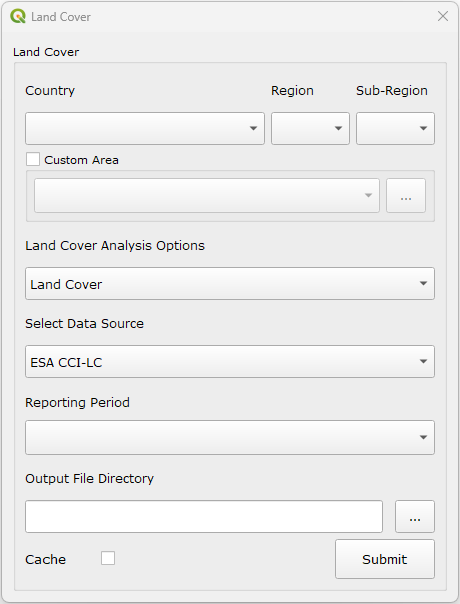 Land Cover
Land Cover
Country Region Sub-Region
Custom Area
...
Land Cover Analysis Options
Land Cover
Select Data Source
ESA CCI-LC
Reporting Period
Output File Directory
...
Cache Submit